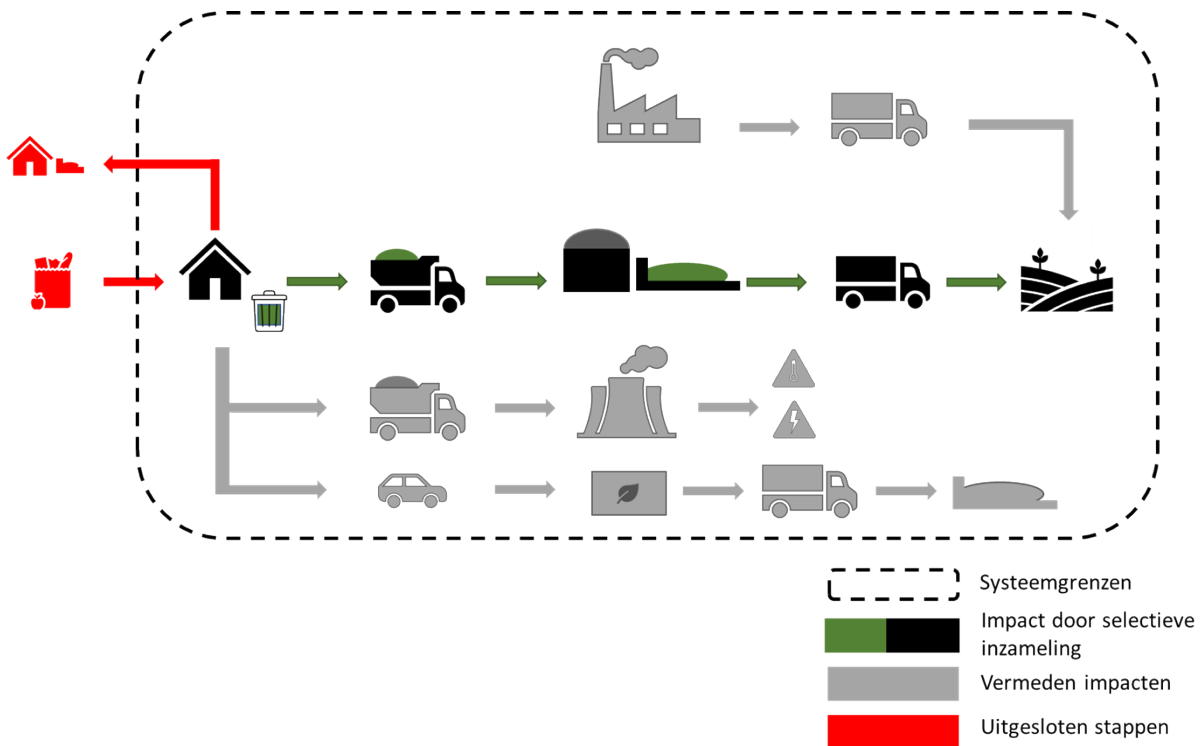 Systeemgrenzen
Impact door selectieve
inzameling
Vermeden impacten
Uitgesloten stappen